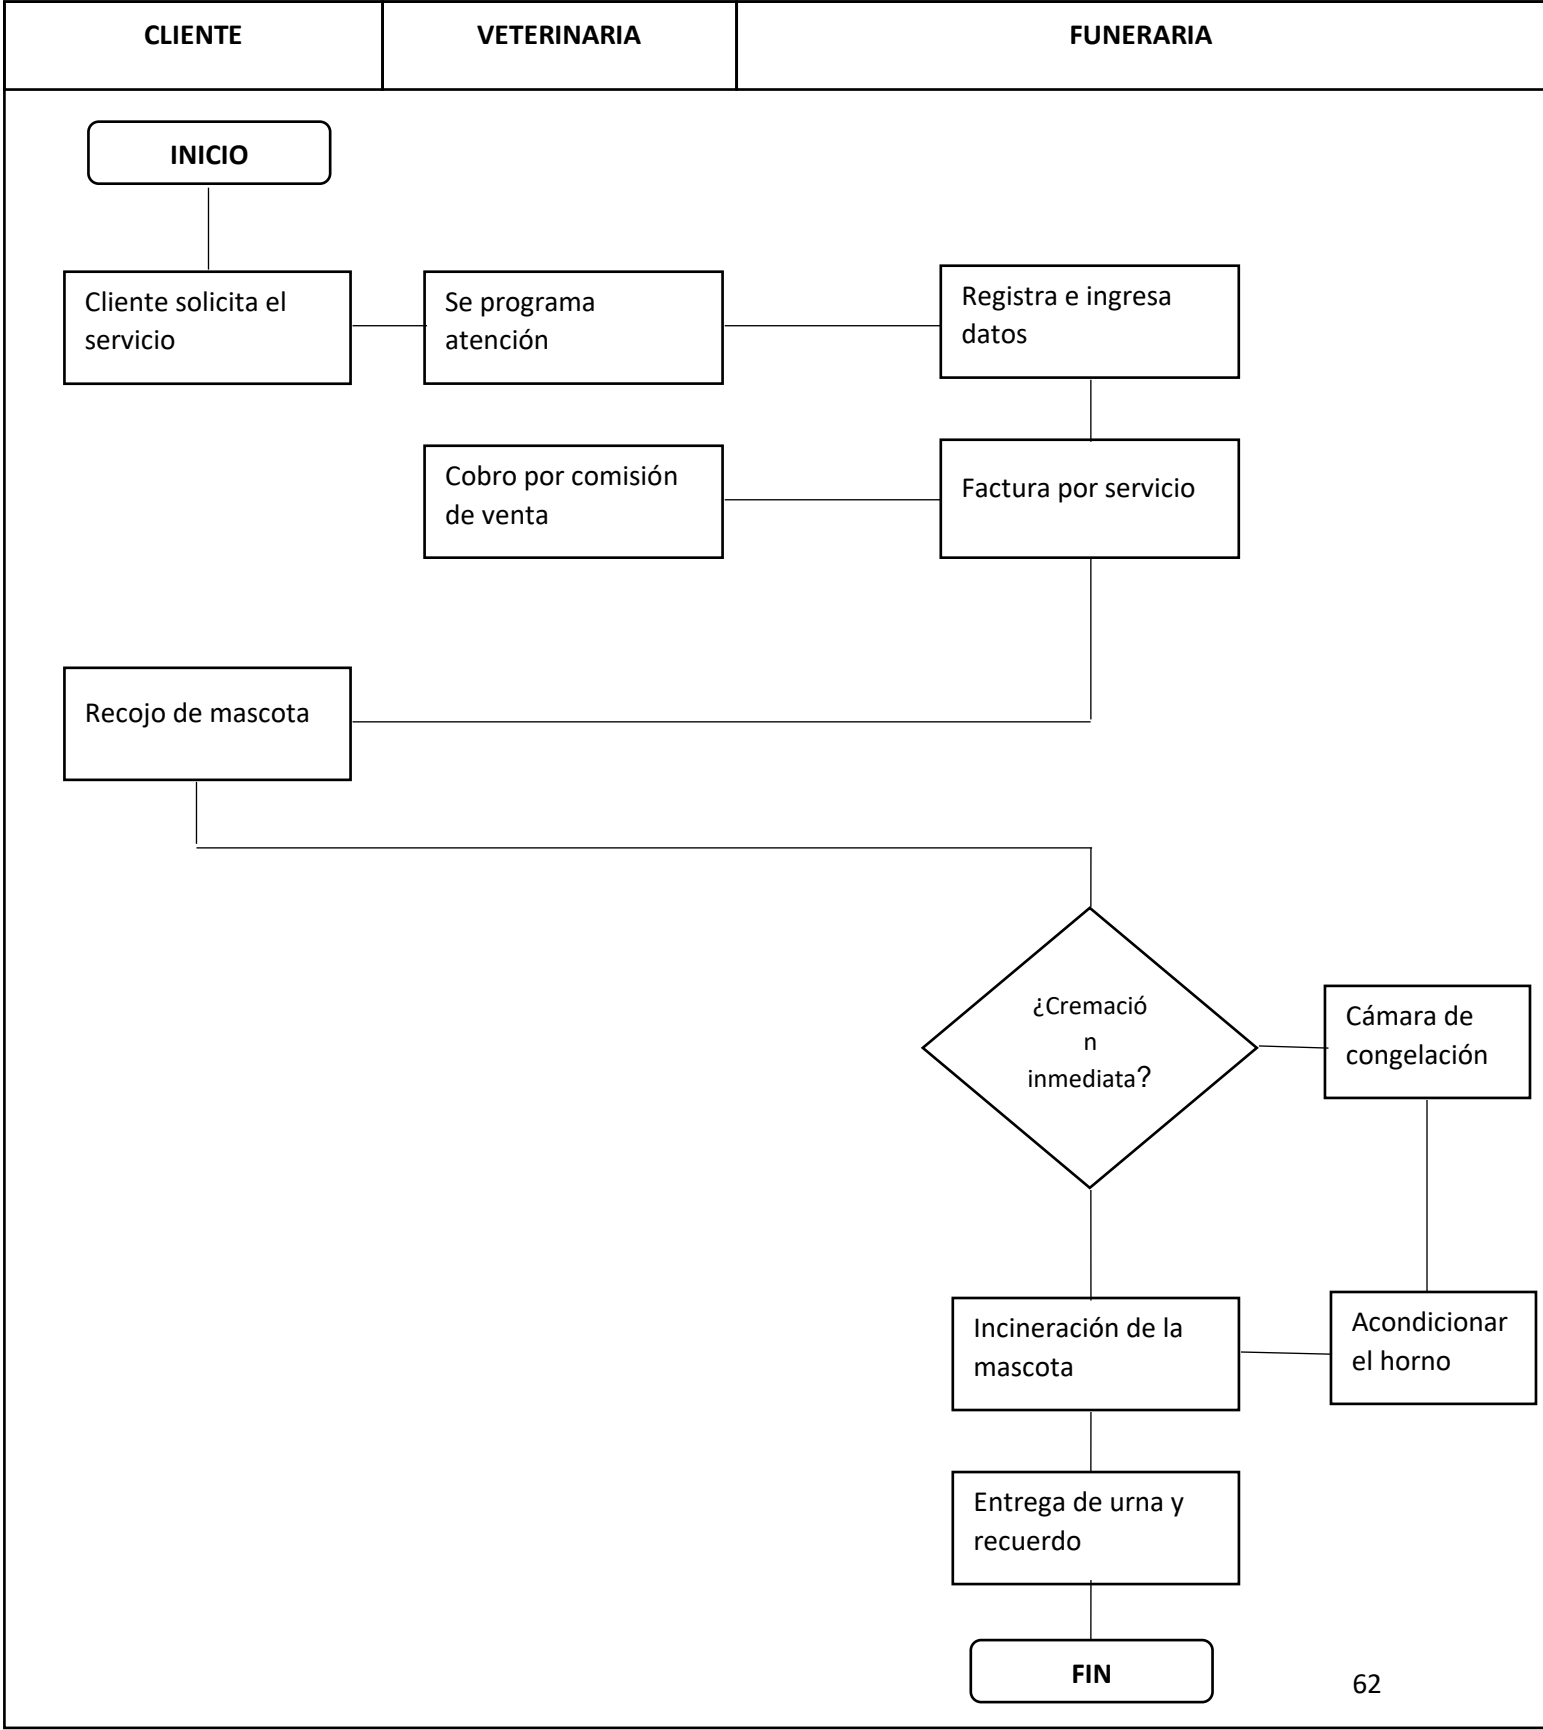 CLIENTE
VETERINARIA
FUNERARIA
INICIO
Cliente solicita el
servicio
Se programa
atención
Registra e ingresa
datos
Cobro por comisión
de venta
Factura por servicio
Recojo de mascota
¿Cremació
n
inmediata?
Cámara de
congelación
Incineración de la
mascota
Acondicionar
el horno
Entrega de urna y
recuerdo
FIN
62